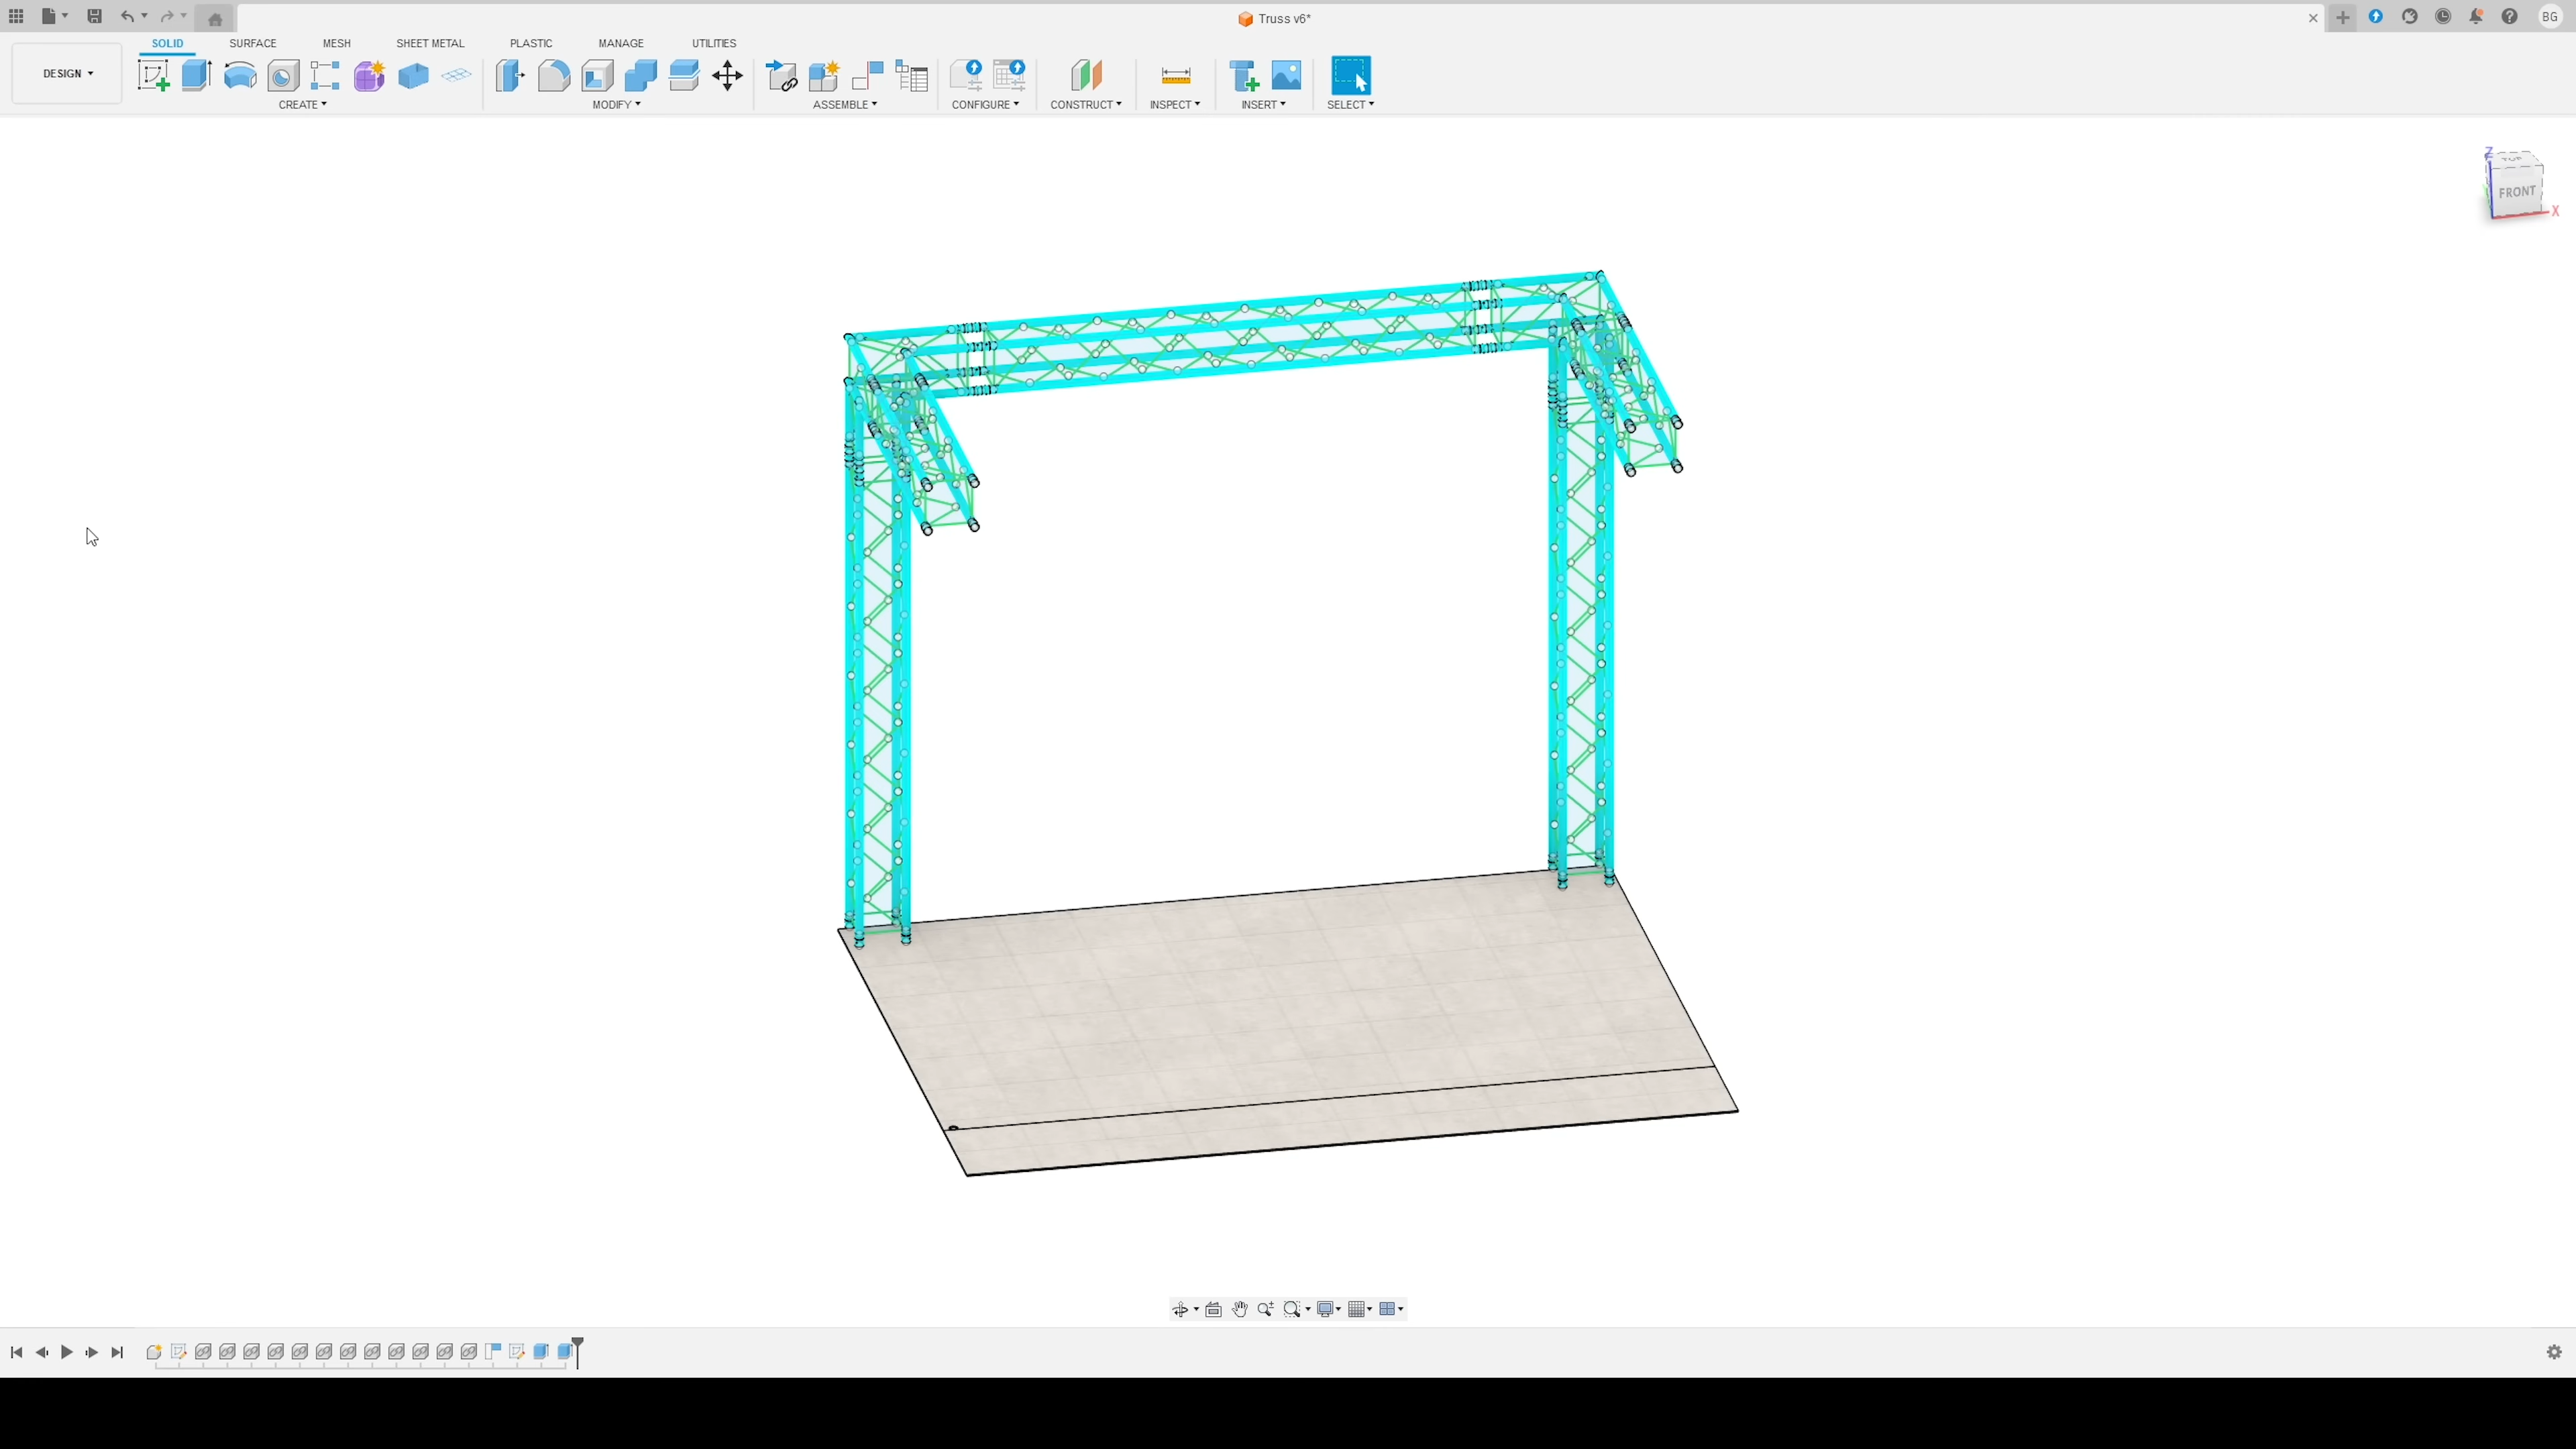 Truss v6*
BG
DESIGN
SOLID SURFACE MESH SHEET METAL PLASTIC MANAGE UTILITIES
CREATE MODIFY ASSEMBLE CONFIGURE CONSTRUCT INSPECT INSERT SELECT
Z
TOP
FRONT
X